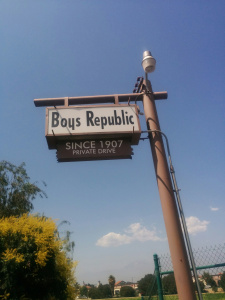 Boys Republic
SINCE 1907
PRIVATE DRIVE